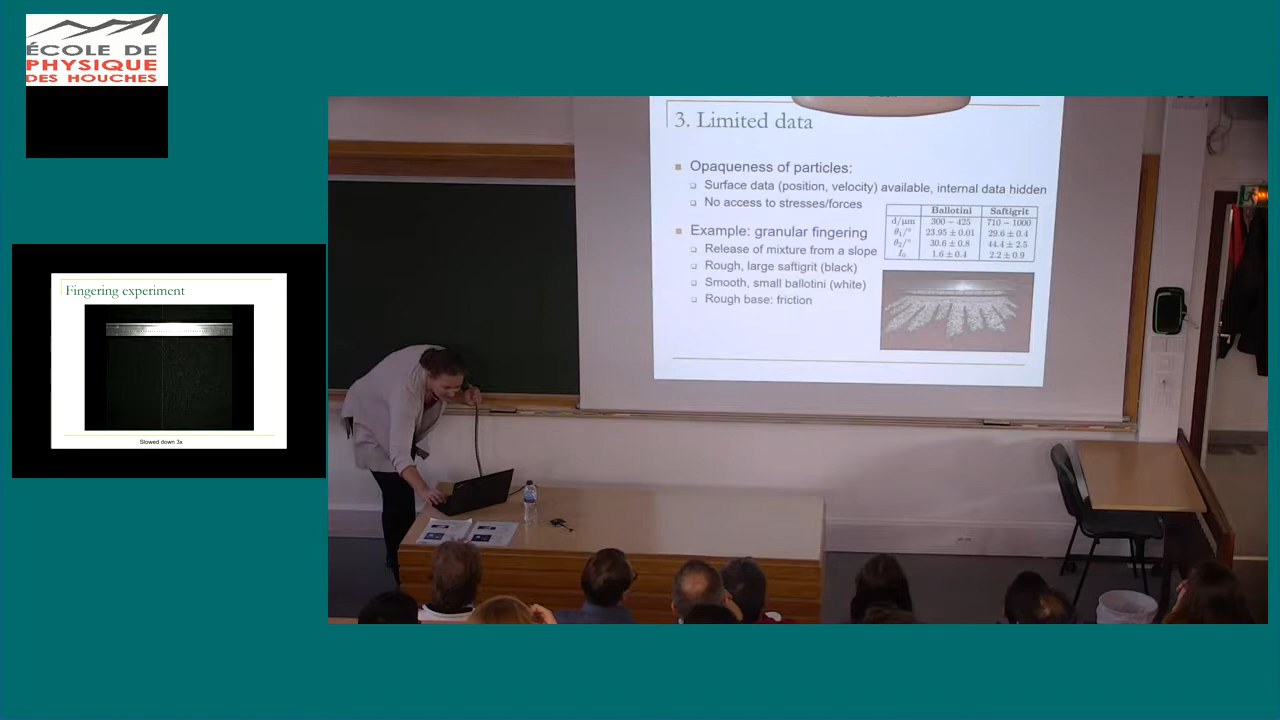 ÉCOLE DE
PHYSIQUE
DES HOUCHES
Fingering experiment
Slowed down 3x
3. Limited data
Opaqueness of particles:
Surface data (position, velocity) available, internal data hidden
No access to stresses/forces
Example: granular fingering
Release of mixture from a slope
Rough, large saftigrit (black)
Smooth, small ballotini (white)
Rough base: friction
Ballotini Saftigrit
d/μm 300 – 425 710 – 1000
θ₁/° 23.95 ± 0.01 29.6 ± 0.4
θ₂/° 30.6 ± 0.8 44.4 ± 2.5
I₀ 1.6 ± 0.4 2.2 ± 0.9